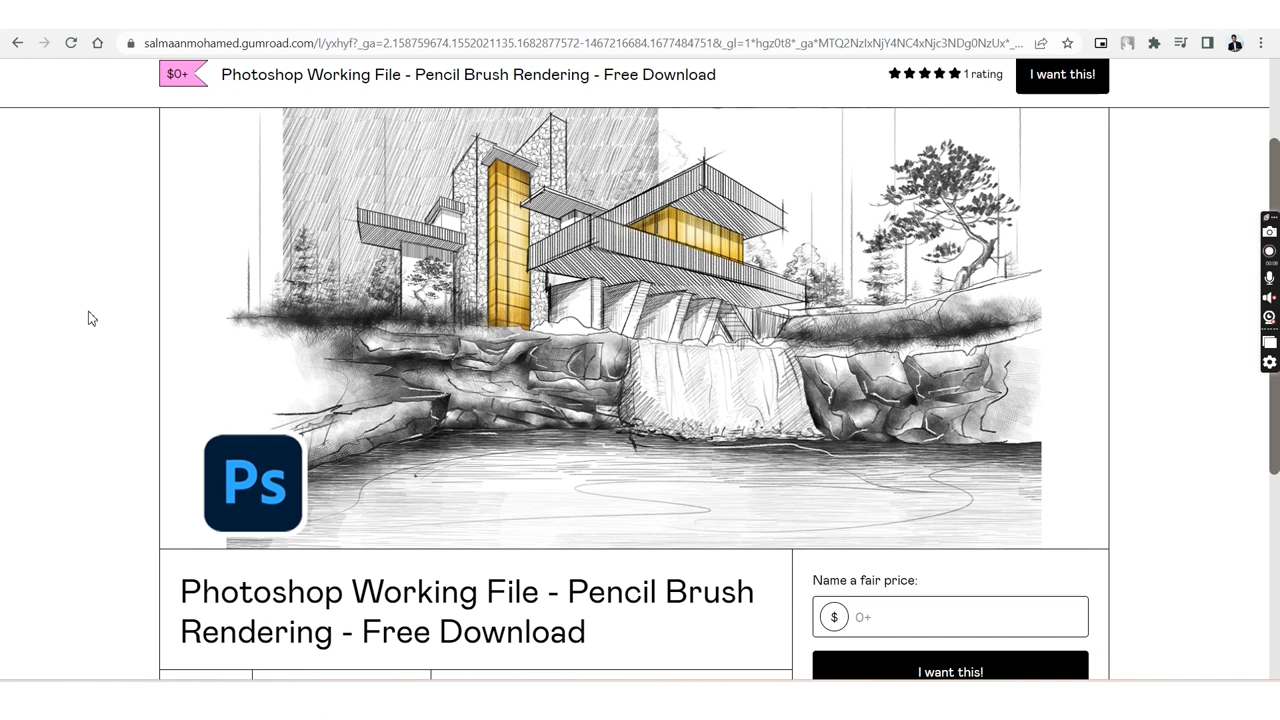 salmaanmohamed.gumroad.com/l/yxhyf?_ga=2.158759674.1552021135.1682877572-1467216684.1677484751&_gl=1*hgz0t8*_ga*MTQ2NzIxNjY4NC4xNjc3NDg0NzUx*_...
$0+
Photoshop Working File - Pencil Brush Rendering - Free Download
1 rating
I want this!
Ps
Photoshop Working File - Pencil Brush
Rendering - Free Download
Name a fair price:
$ 0+
I want this!